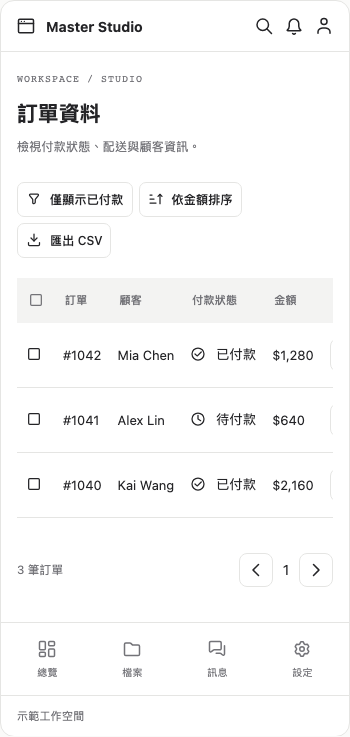 Master Studio
WORKSPACE / STUDIO
訂單資料
檢視付款狀態、配送與顧客資訊。
僅顯示已付款
依金額排序
匯出 CSV
訂單 顧客 付款狀態 金額
#1042 Mia Chen 已付款 $1,280
#1041 Alex Lin 待付款 $640
#1040 Kai Wang 已付款 $2,160
3 筆訂單 1
總覽 檔案 訊息 設定
示範工作空間